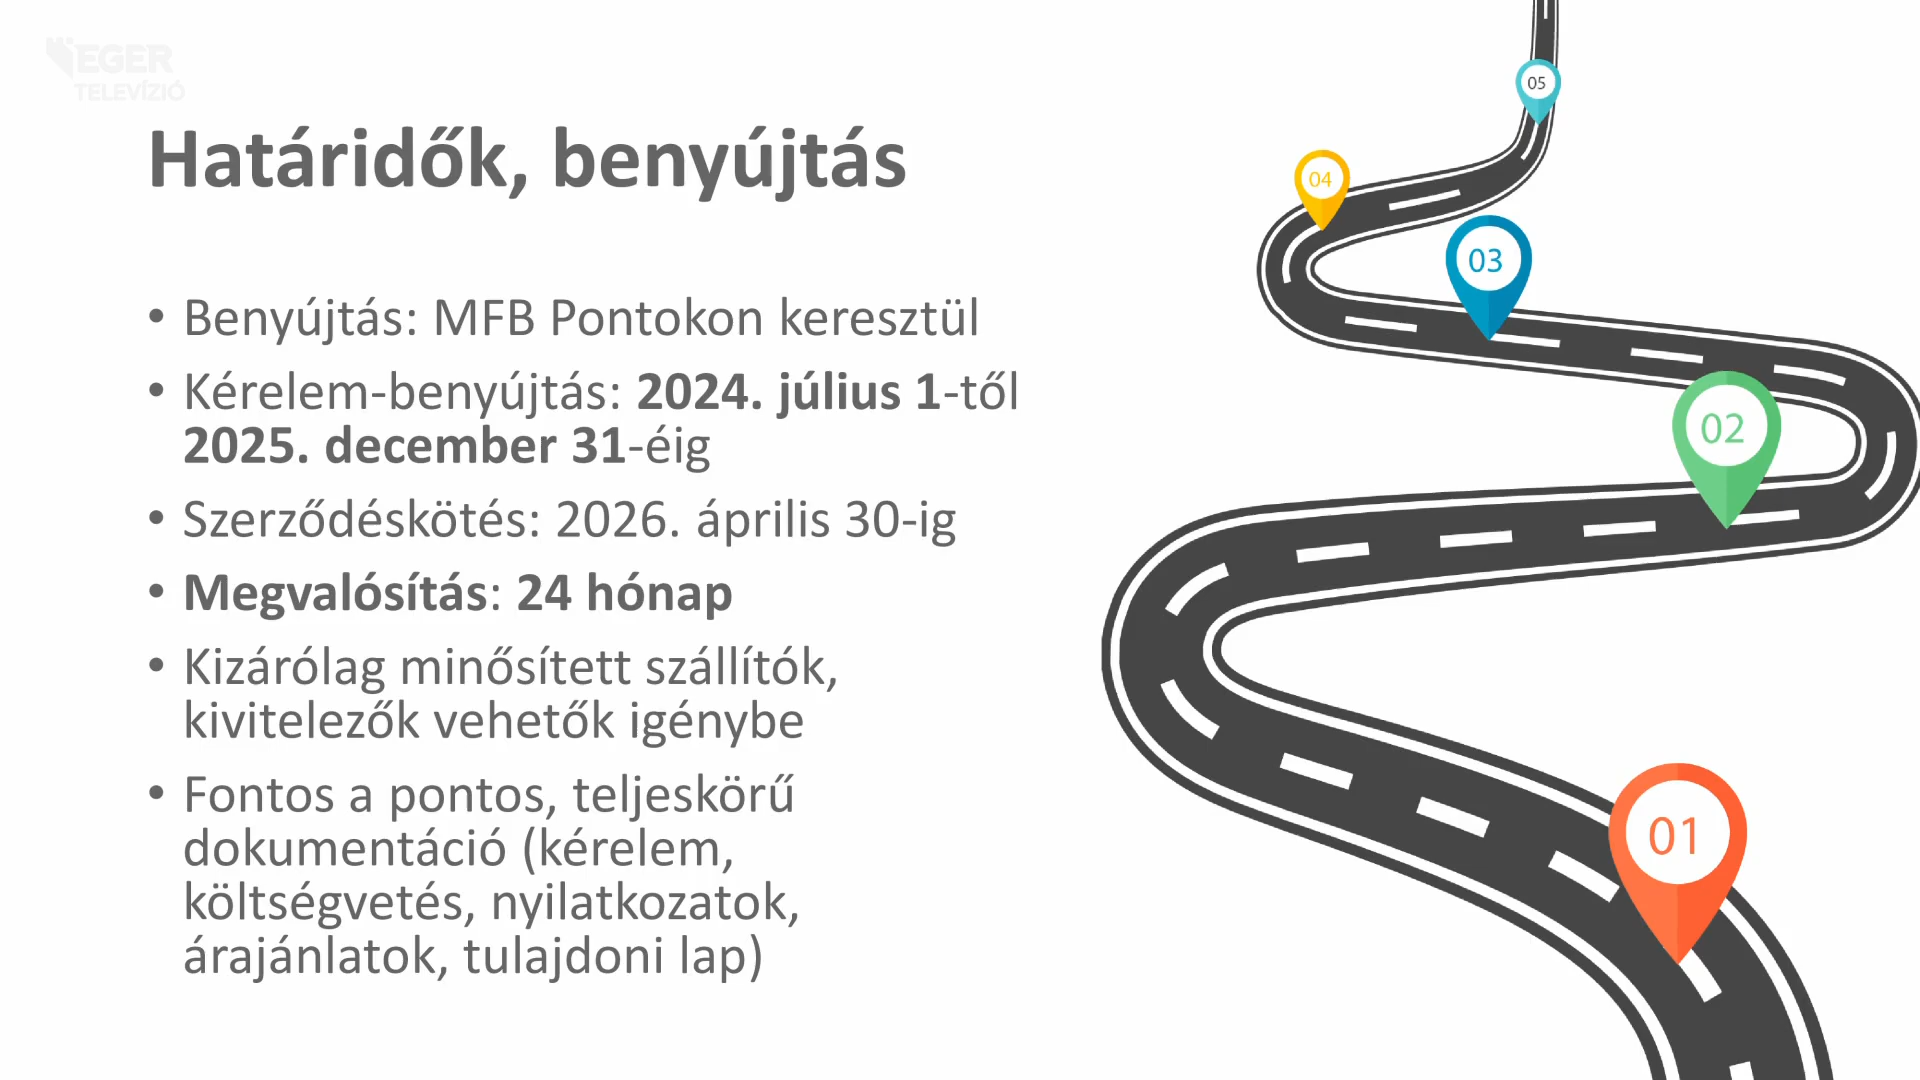 EGER
TELEVÍZIÓ
Határidők, benyújtás
• Benyújtás: MFB Pontokon keresztül
• Kérelem-benyújtás: 2024. július 1-től
2025. december 31-éig
• Szerződéskötés: 2026. április 30-ig
• Megvalósítás: 24 hónap
• Kizárólag minősített szállítók,
kivitelezők vehetők igénybe
• Fontos a pontos, teljeskörű
dokumentáció (kérelem,
költségvetés, nyilatkozatok,
árajánlatok, tulajdoni lap)
05
04
03
02
01